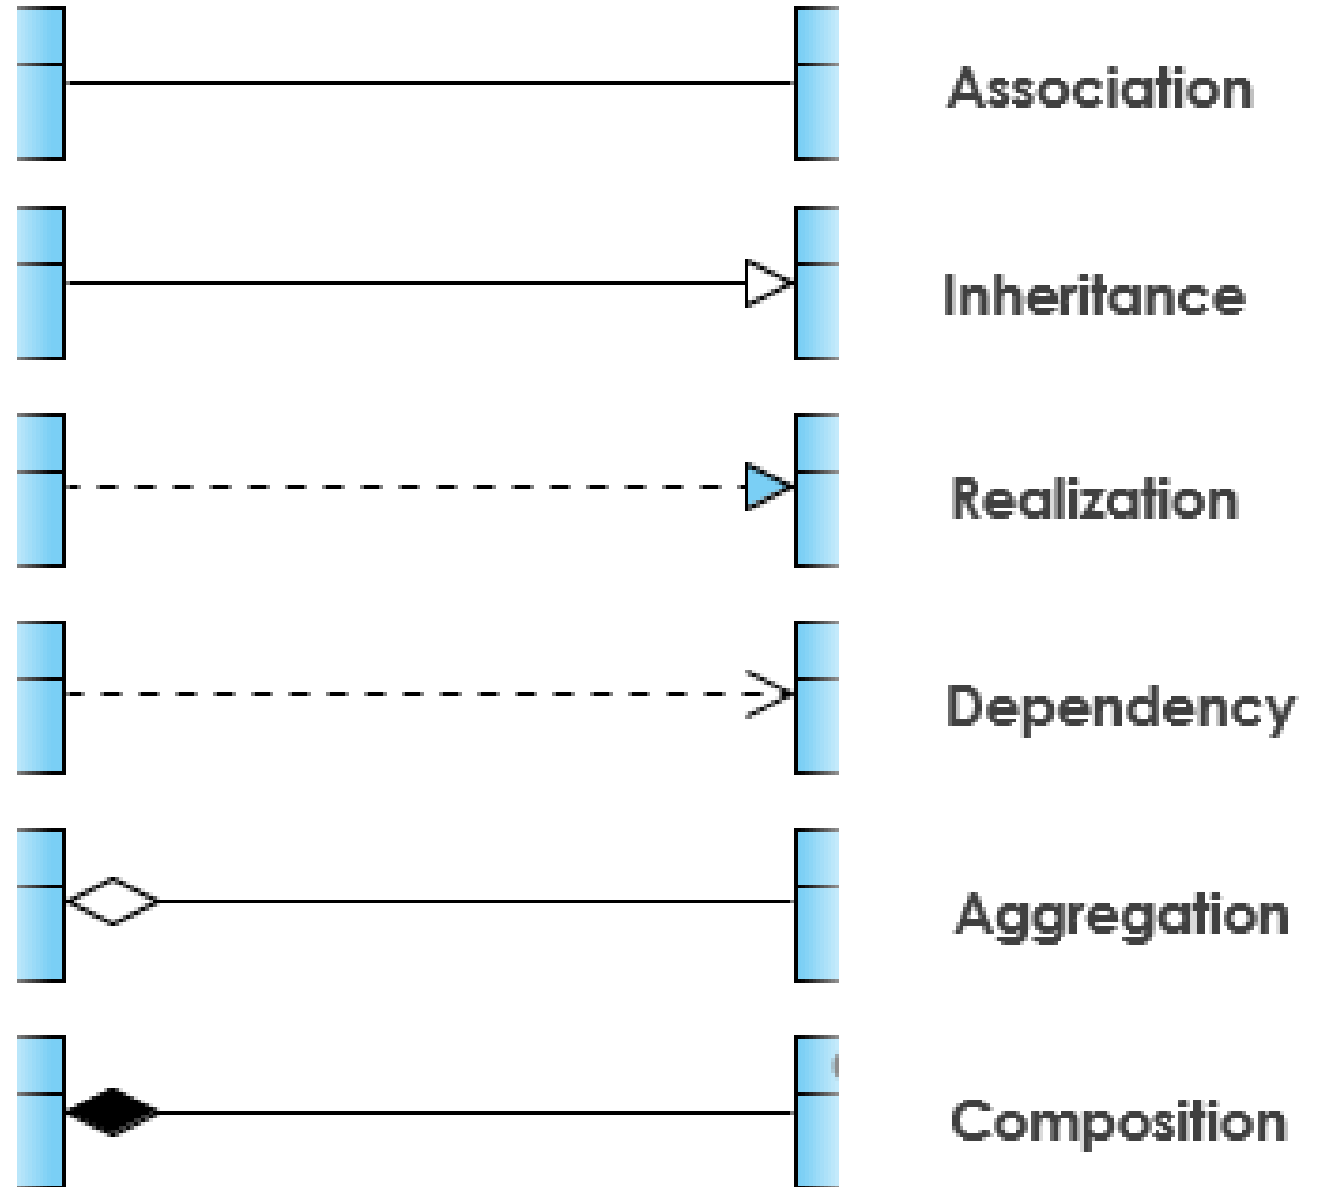 Association
Inheritance
Realization
Dependency
Aggregation
Composition